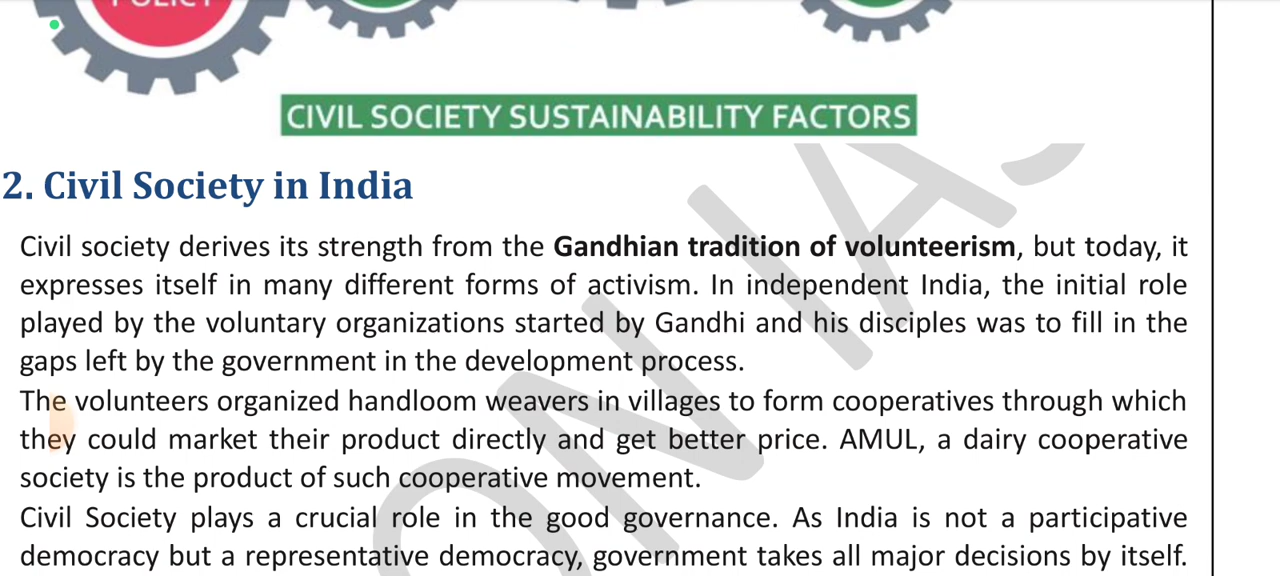 POLICY
CIVIL SOCIETY SUSTAINABILITY FACTORS
2. Civil Society in India
Civil society derives its strength from the Gandhian tradition of volunteerism, but today, it
expresses itself in many different forms of activism. In independent India, the initial role
played by the voluntary organizations started by Gandhi and his disciples was to fill in the
gaps left by the government in the development process.
The volunteers organized handloom weavers in villages to form cooperatives through which
they could market their product directly and get better price. AMUL, a dairy cooperative
society is the product of such cooperative movement.
Civil Society plays a crucial role in the good governance. As India is not a participative
democracy but a representative democracy, government takes all major decisions by itself.